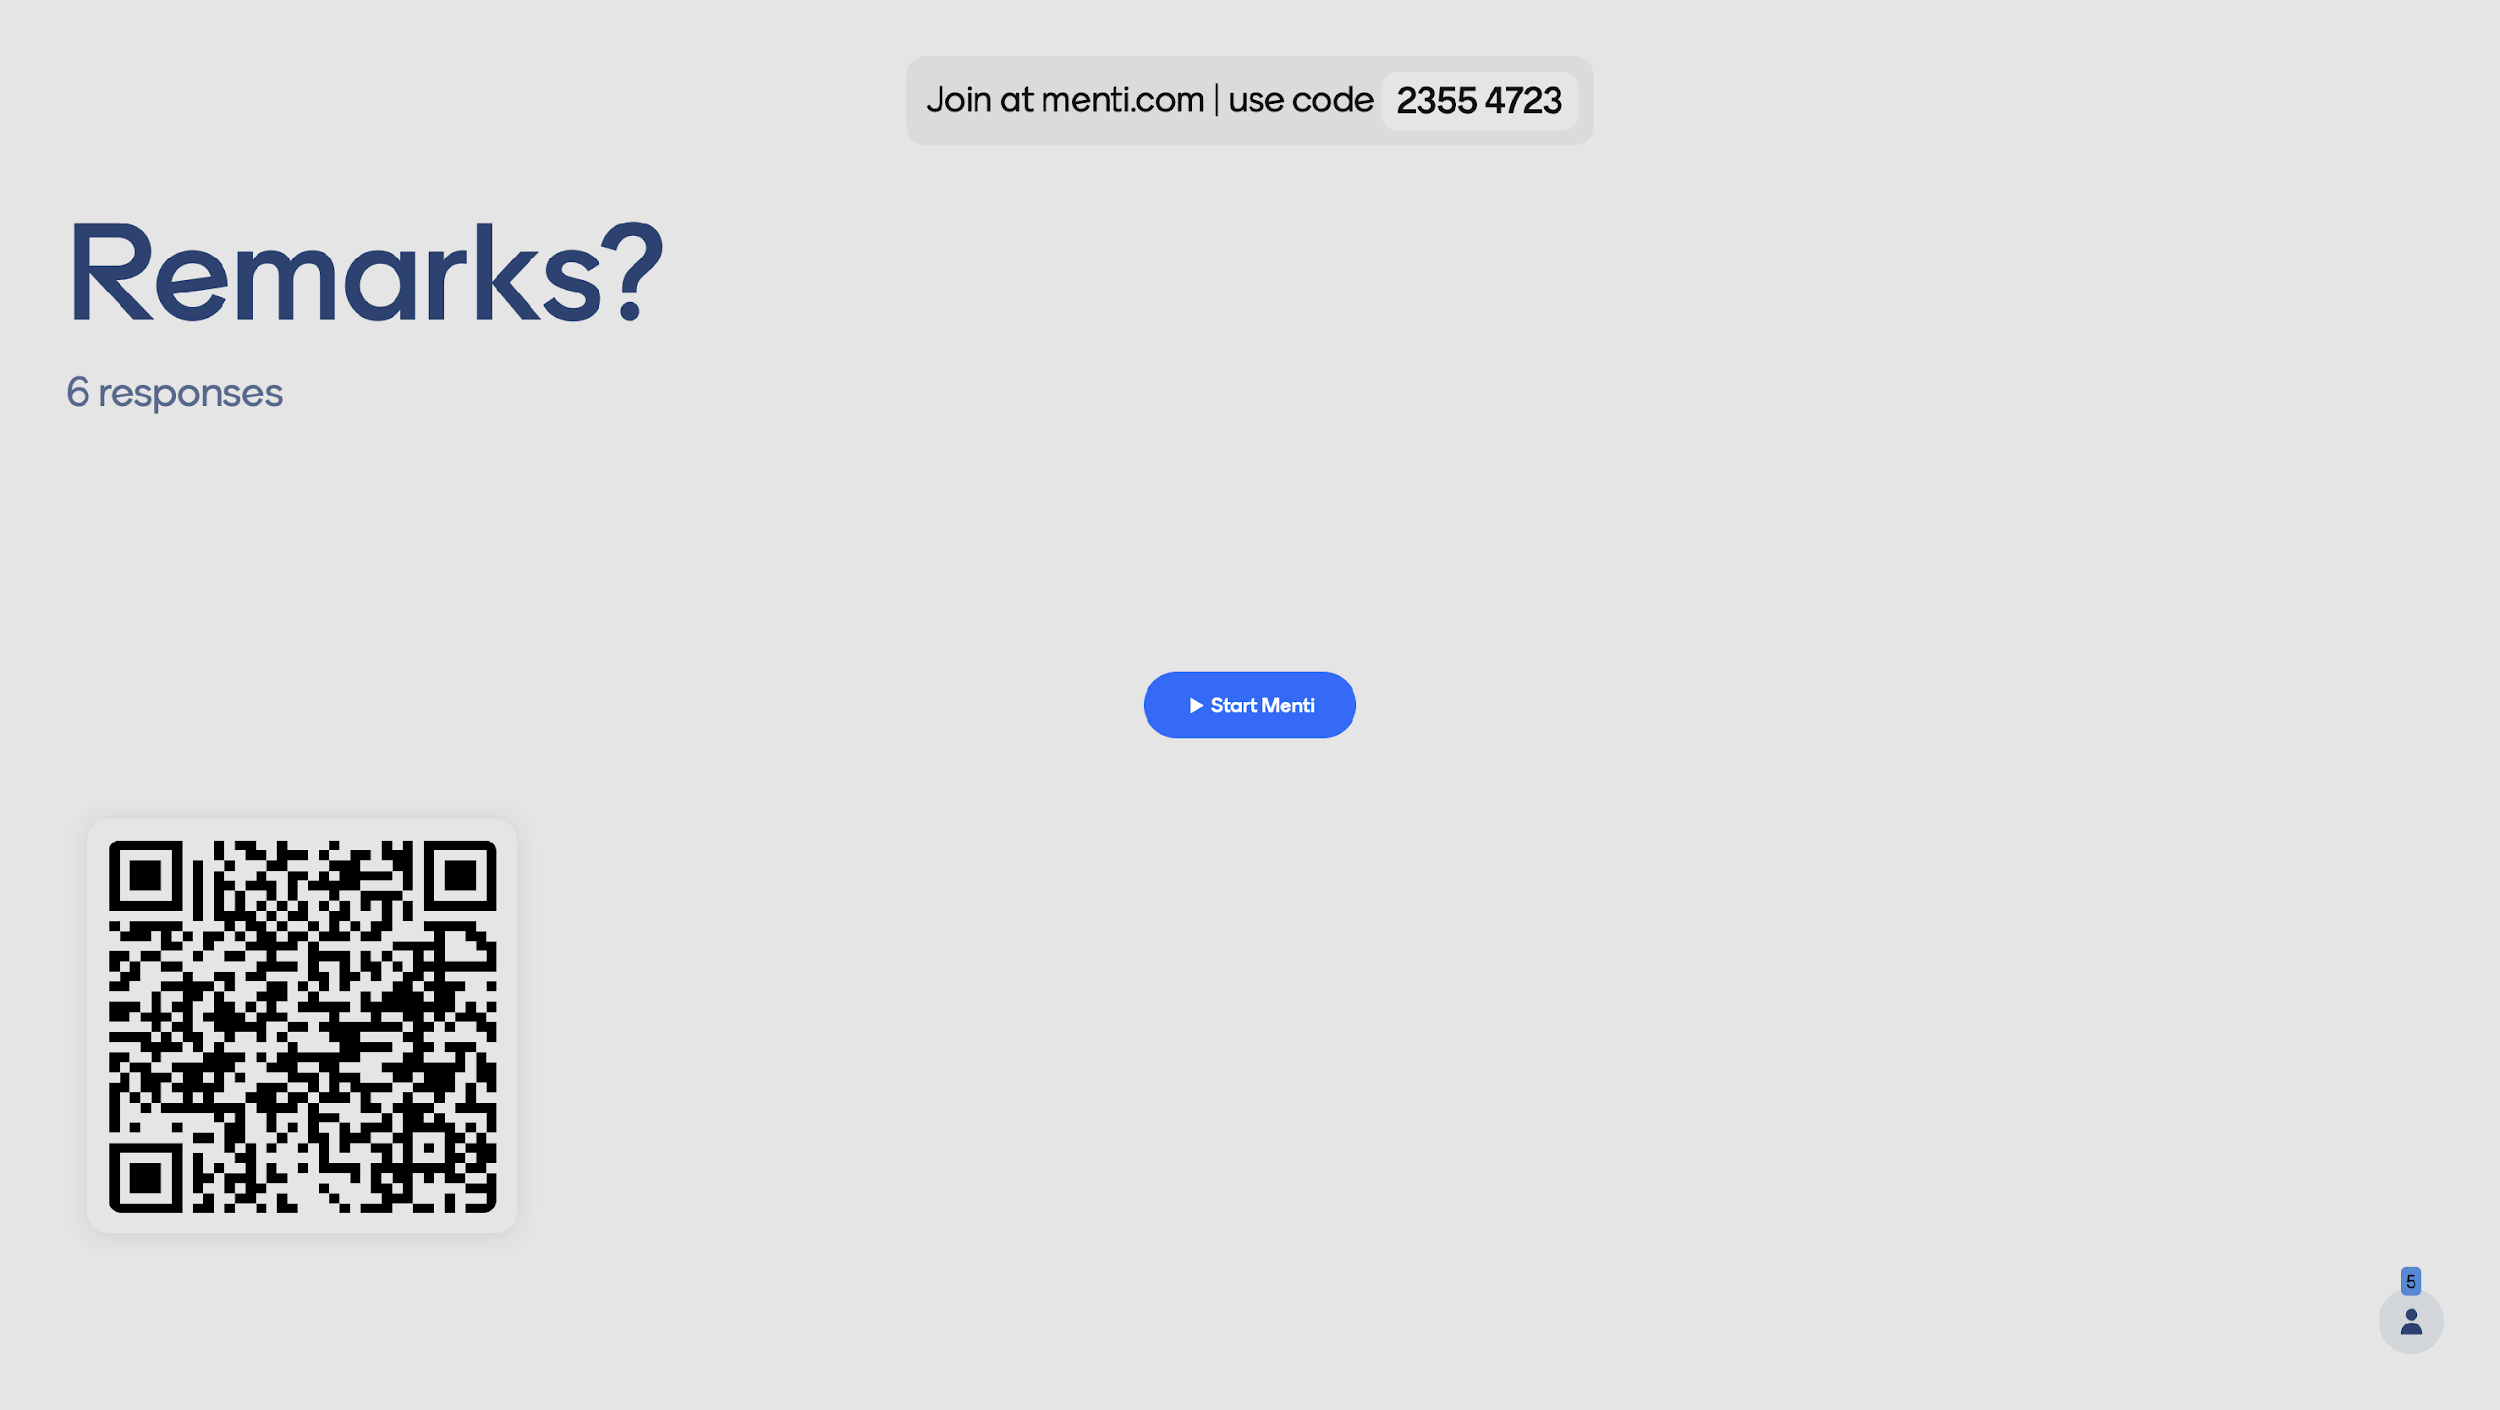 Join at menti.com | use code 2355 4723
Remarks?
6 responses
Start Menti
5